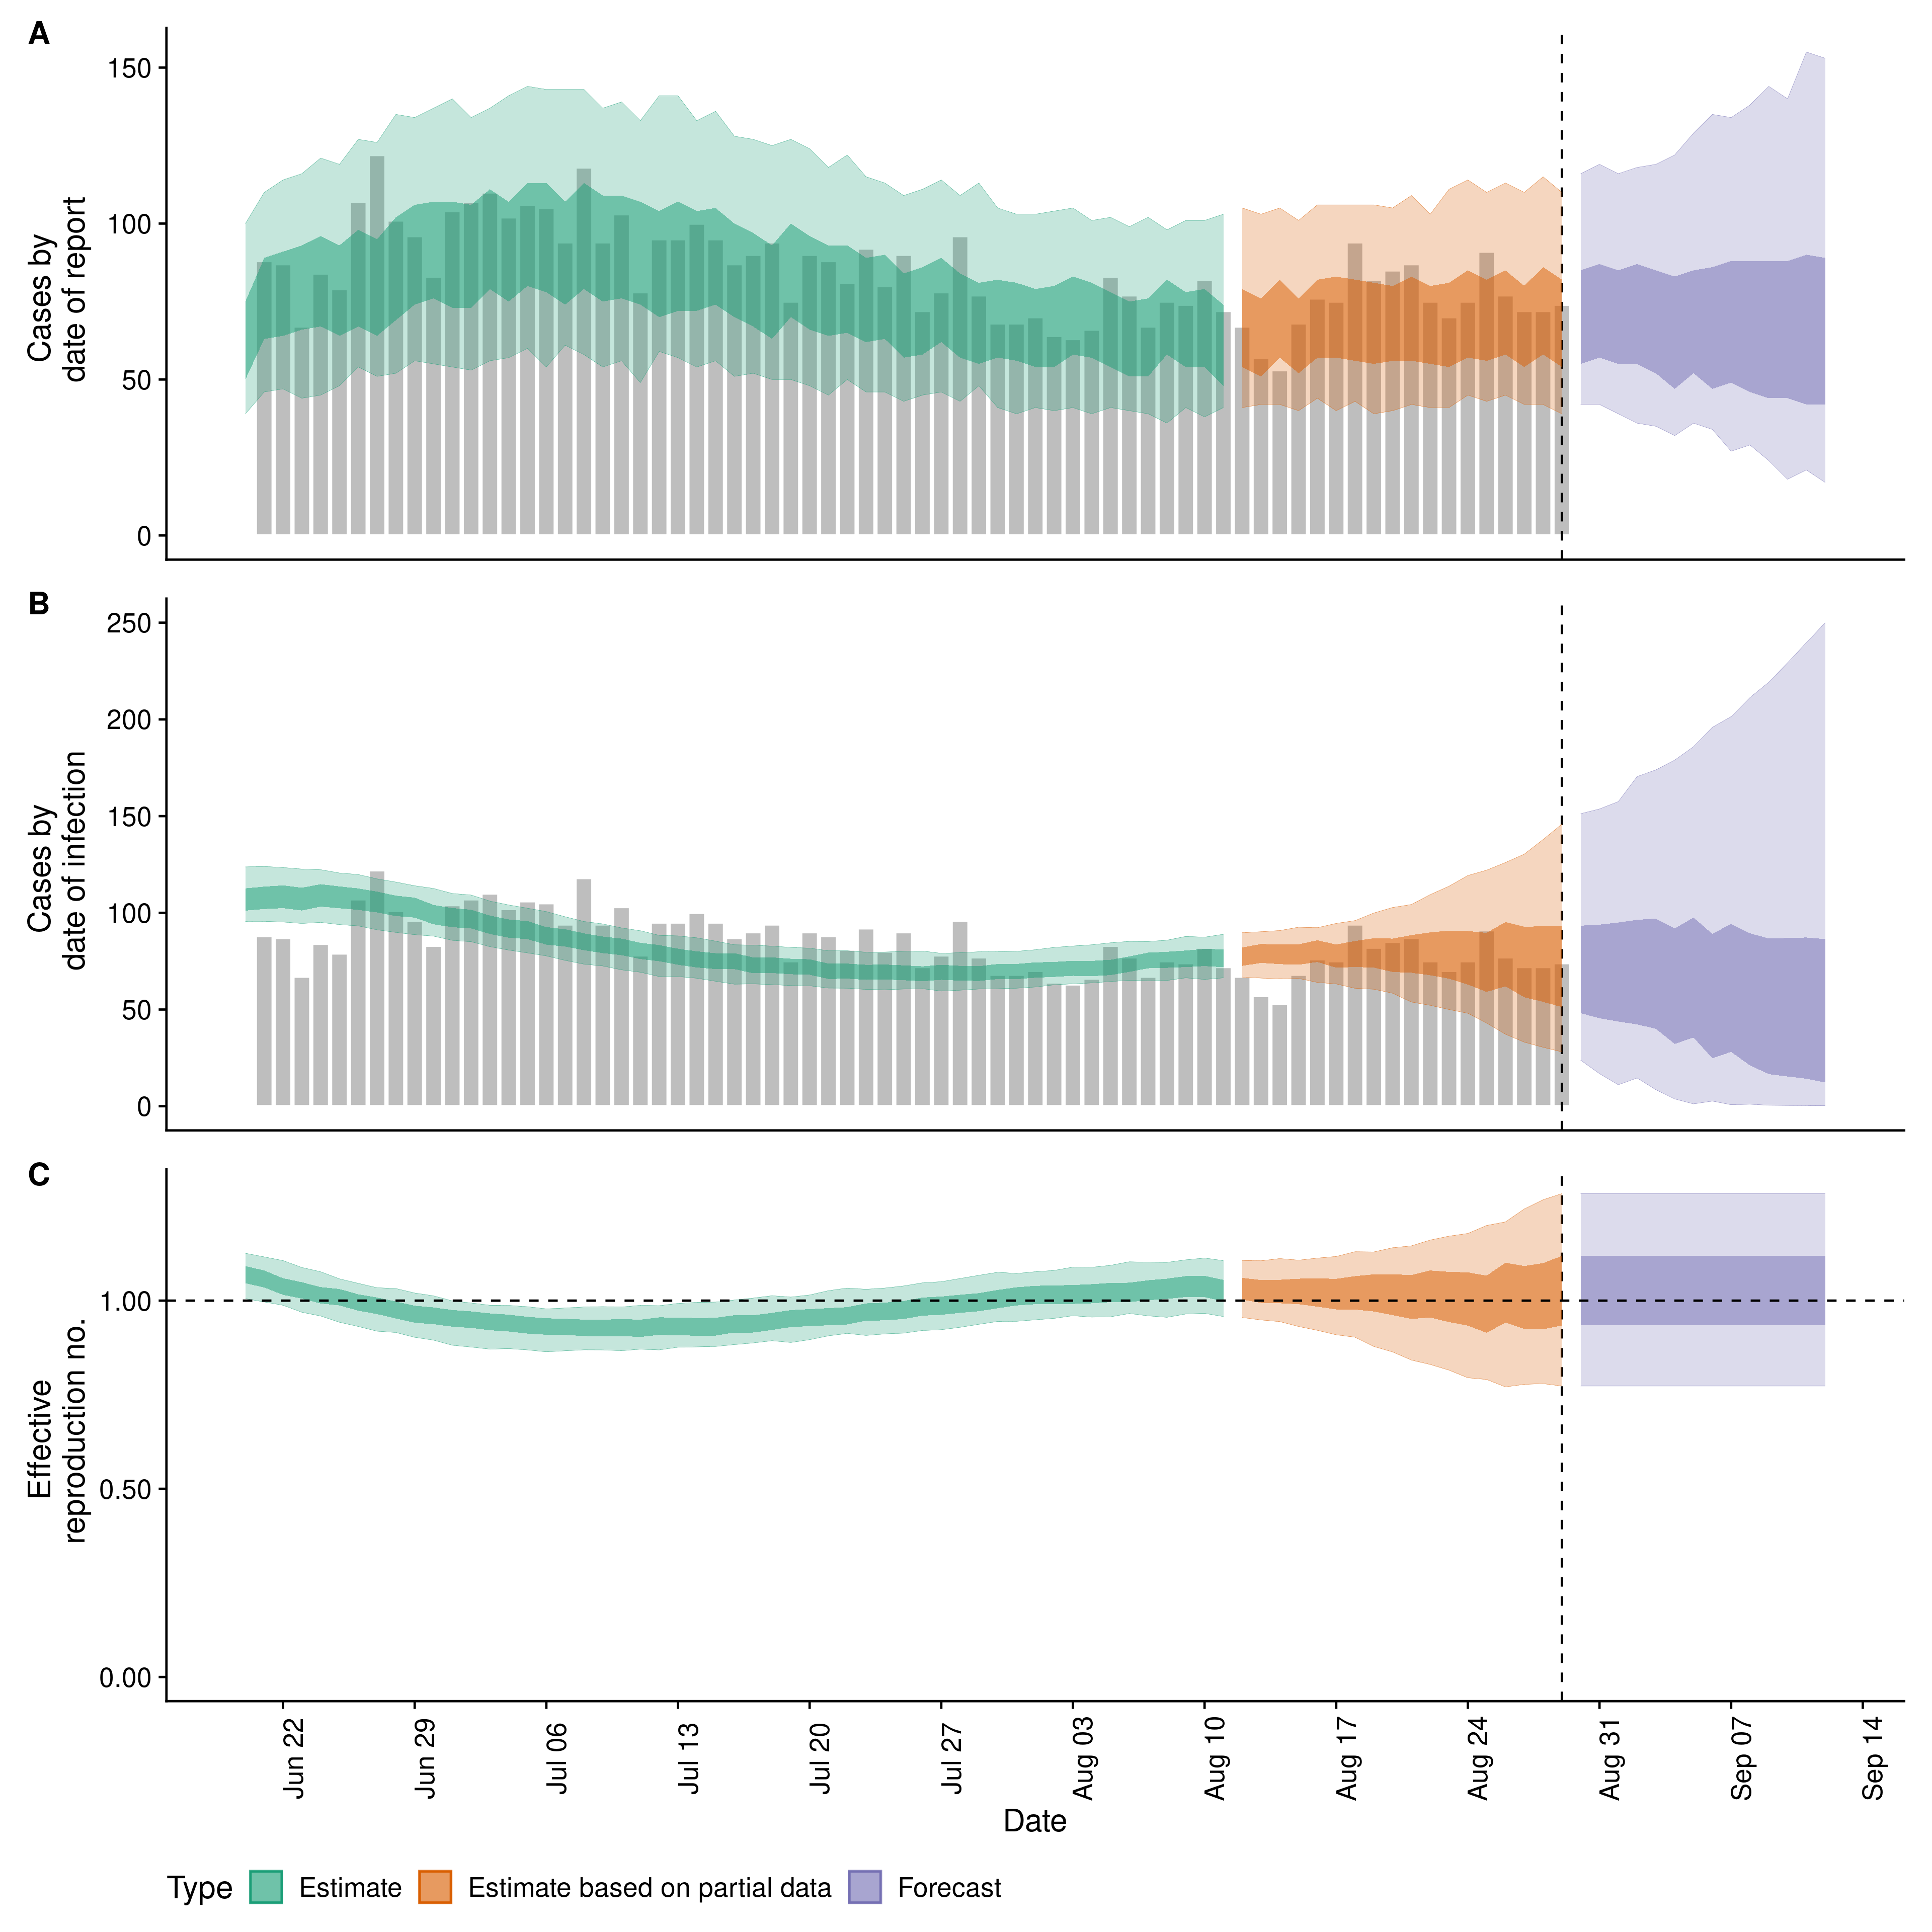 A
Cases by
date of report
150
100
50
0
B
Cases by
date of infection
250
200
150
100
50
0
C
Effective
reproduction no.
1.00
0.50
0.00
Jun 22
Jun 29
Jul 06
Jul 13
Jul 20
Jul 27
Aug 03
Aug 10
Aug 17
Aug 24
Aug 31
Sep 07
Sep 14
Date
Type Estimate Estimate based on partial data Forecast